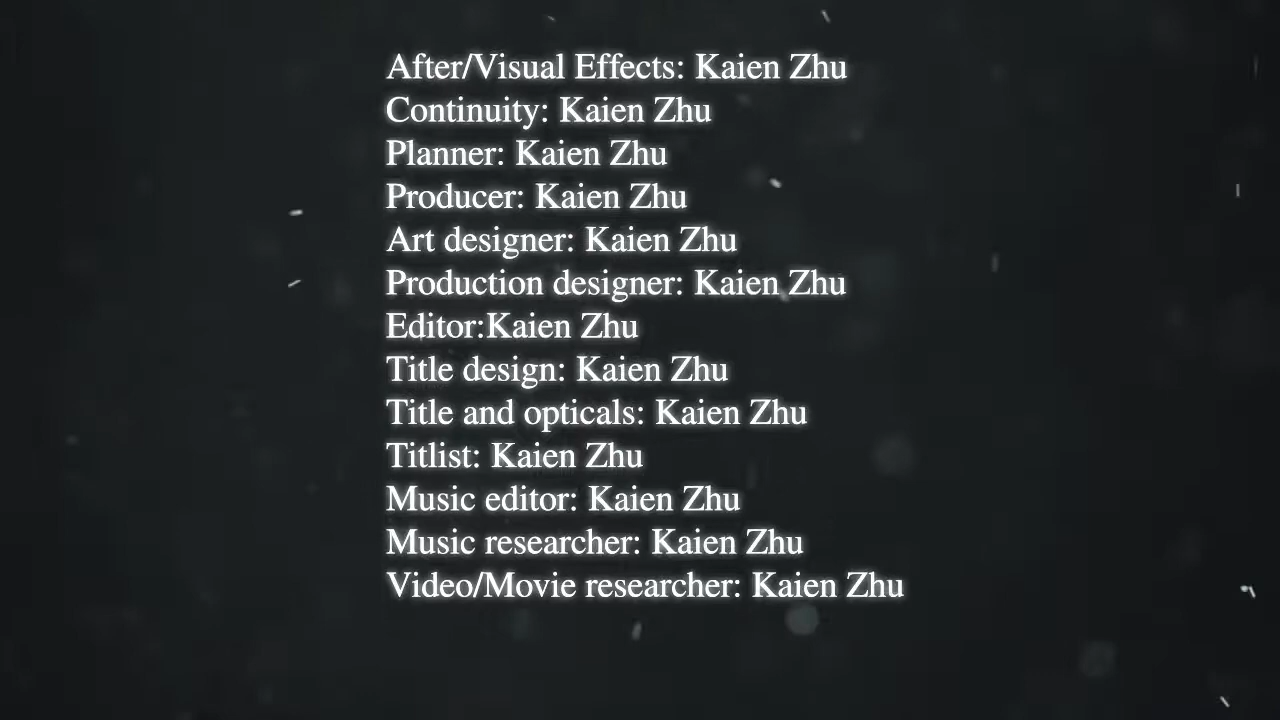 After/Visual Effects: Kaien Zhu
Continuity: Kaien Zhu
Planner: Kaien Zhu
Producer: Kaien Zhu
Art designer: Kaien Zhu
Production designer: Kaien Zhu
Editor:Kaien Zhu
Title design: Kaien Zhu
Title and opticals: Kaien Zhu
Titlist: Kaien Zhu
Music editor: Kaien Zhu
Music researcher: Kaien Zhu
Video/Movie researcher: Kaien Zhu